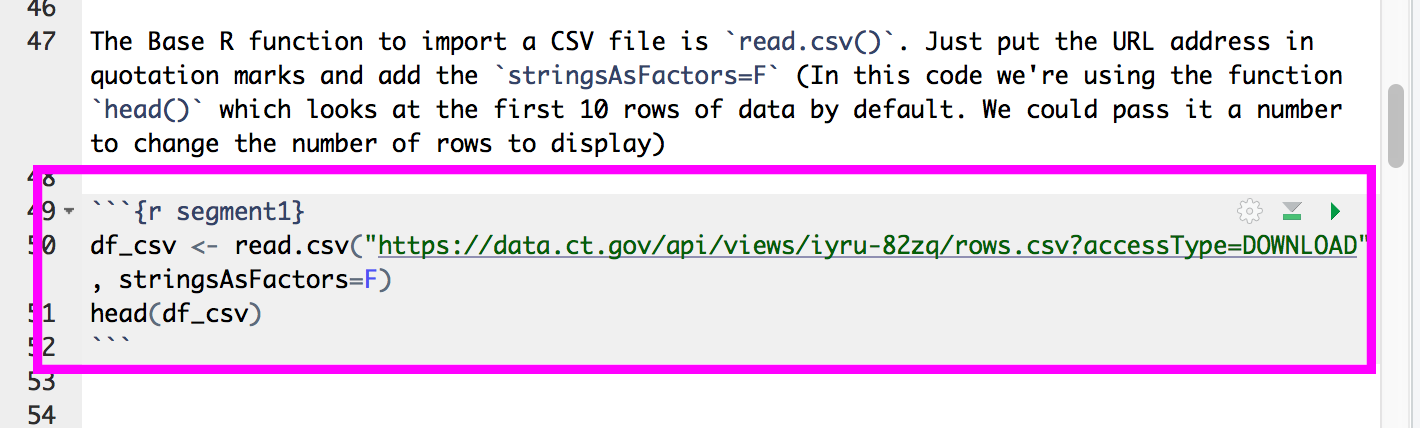 46
47 The Base R function to import a CSV file is `read.csv()`. Just put the URL address in
quotation marks and add the `stringsAsFactors=F` (In this code we're using the function
`head()` which looks at the first 10 rows of data by default. We could pass it a number
to change the number of rows to display)
48
49 ```{r segment1}
50 df_csv <- read.csv("https://data.ct.gov/api/views/iyru-82zq/rows.csv?accessType=DOWNLOAD"
, stringsAsFactors=F)
51 head(df_csv)
52 ```
53
54